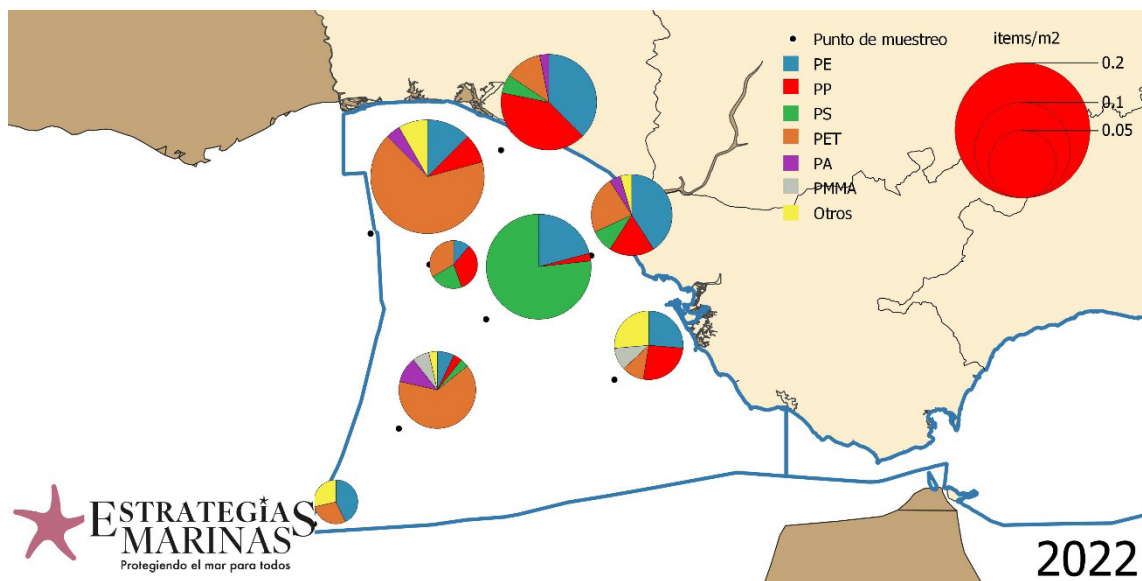 Punto de muestreo
PE
PP
PS
PET
PA
PMMA
Otros
items/m2
0.2
0.1
0.05
ESTRATEGIAS
MARINAS
Protegiendo el mar para todos
2022